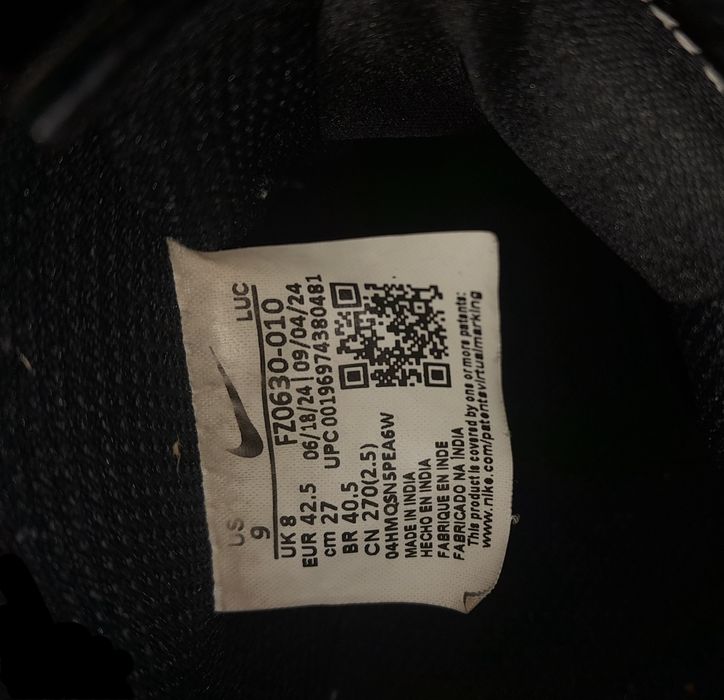 US LUC
9
UK 8 FZ0630-010
EUR 42.5 06/18/24 | 09/04/24
cm 27 UPC 00196974380481
BR 40.5
CN 270(2.5)
04HMQSN5PEA6W
MADE IN INDIA
HECHO EN INDIA
FABRIQUE EN INDE
FABRICADO NA ÍNDIA
This product is covered by one or more patents:
www.nike.com/patentsvirtualmarking